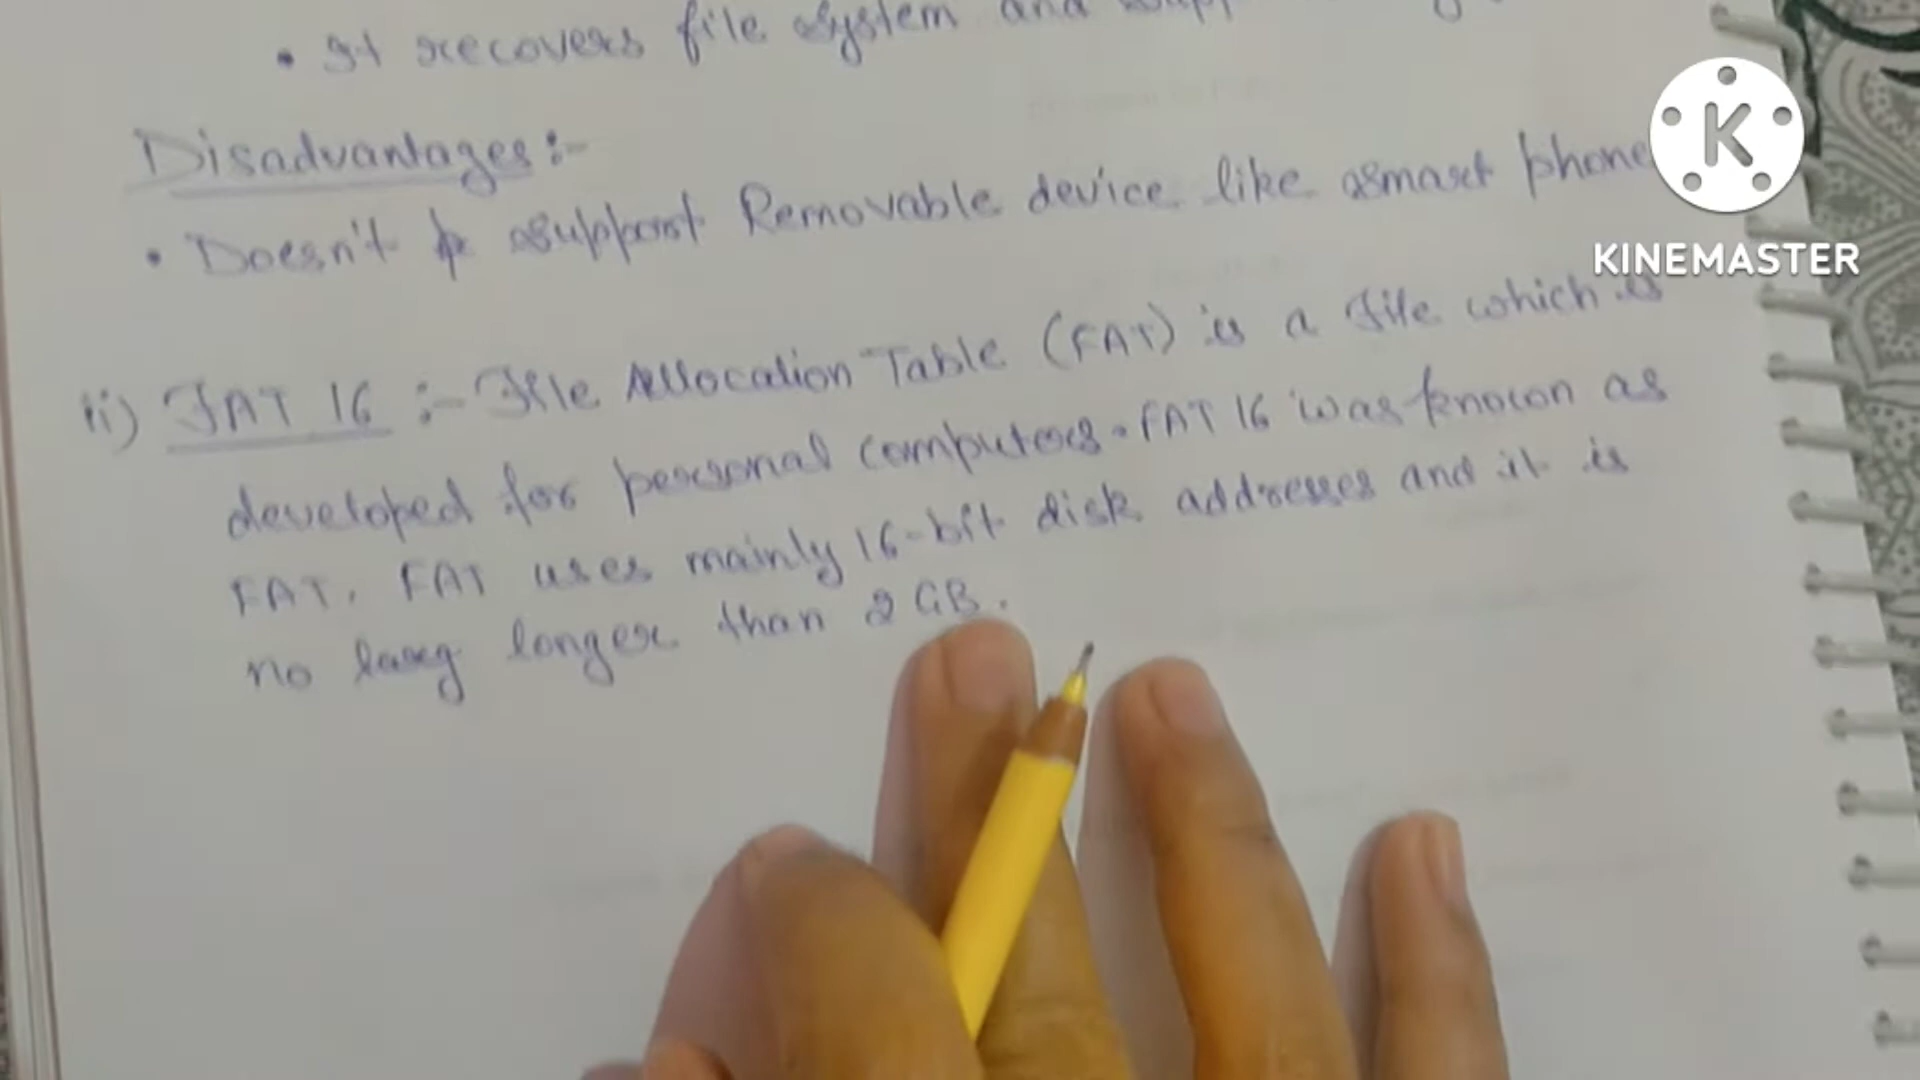 • It recovers file system and
Disadvantages :-
• Doesn't support Removable device like smart phone
KINEMASTER
ii) FAT 16 :- File Allocation Table (FAT) is a file which is
developed for personal computers. FAT 16 was known as
FAT. FAT uses mainly 16-bit disk addresses and it is
no larg longer than 2 GB.